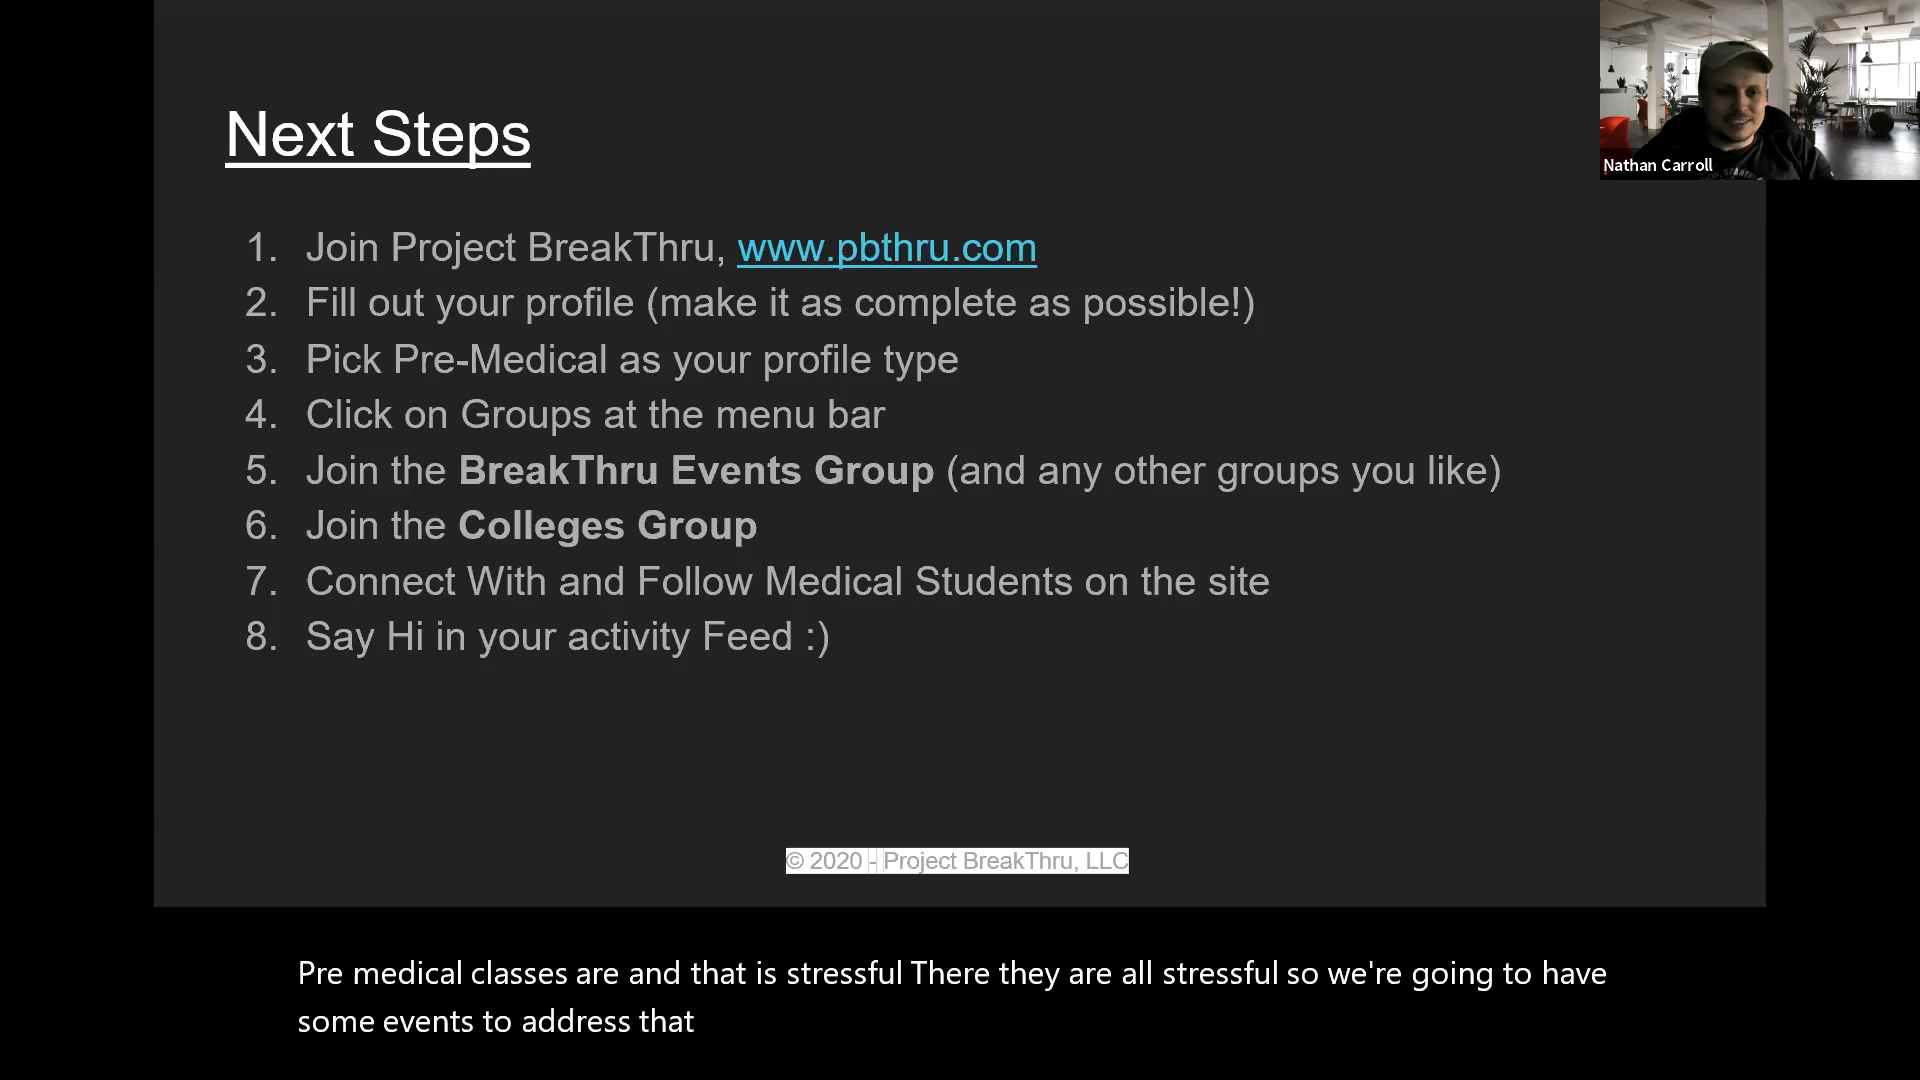 Next Steps
Nathan Carroll
1. Join Project BreakThru, www.pbthru.com
2. Fill out your profile (make it as complete as possible!)
3. Pick Pre-Medical as your profile type
4. Click on Groups at the menu bar
5. Join the BreakThru Events Group (and any other groups you like)
6. Join the Colleges Group
7. Connect With and Follow Medical Students on the site
8. Say Hi in your activity Feed :)
© 2020 - Project BreakThru, LLC
Pre medical classes are and that is stressful There they are all stressful so we're going to have
some events to address that